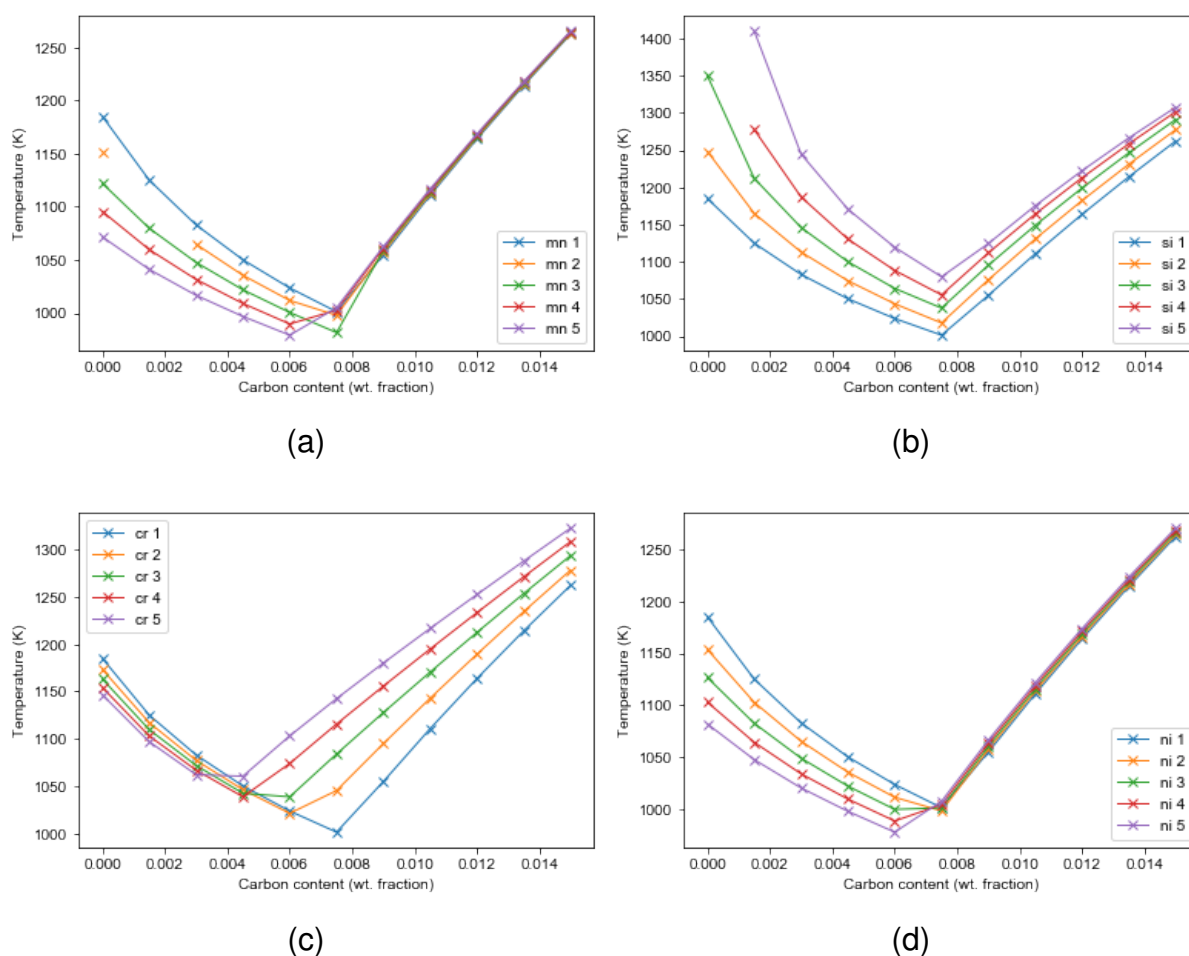 1250
1200
1150
1100
1050
1000
Temperature (K)
0.000 0.002 0.004 0.006 0.008 0.010 0.012 0.014
Carbon content (wt. fraction)
mn 1
mn 2
mn 3
mn 4
mn 5
(a)
1400
1350
1300
1250
1200
1150
1100
1050
1000
Temperature (K)
0.000 0.002 0.004 0.006 0.008 0.010 0.012 0.014
Carbon content (wt. fraction)
si 1
si 2
si 3
si 4
si 5
(b)
cr 1
cr 2
cr 3
cr 4
cr 5
1300
1250
1200
1150
1100
1050
1000
Temperature (K)
0.000 0.002 0.004 0.006 0.008 0.010 0.012 0.014
Carbon content (wt. fraction)
(c)
1250
1200
1150
1100
1050
1000
Temperature (K)
0.000 0.002 0.004 0.006 0.008 0.010 0.012 0.014
Carbon content (wt. fraction)
ni 1
ni 2
ni 3
ni 4
ni 5
(d)